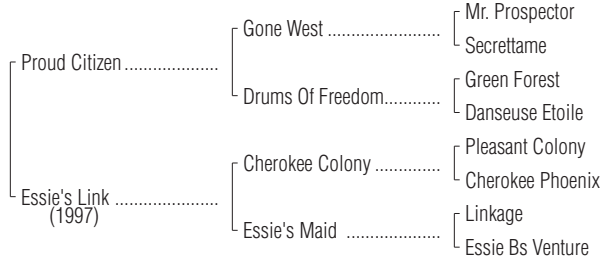 Mr. Prospector
Gone West ......................
Secrettame
Proud Citizen ...................
Green Forest
Drums Of Freedom...........
Danseuse Etoile
Pleasant Colony
Cherokee Colony .............
Cherokee Phoenix
Essie's Link .....................
(1997)
Linkage
Essie's Maid ...................
Essie Bs Venture